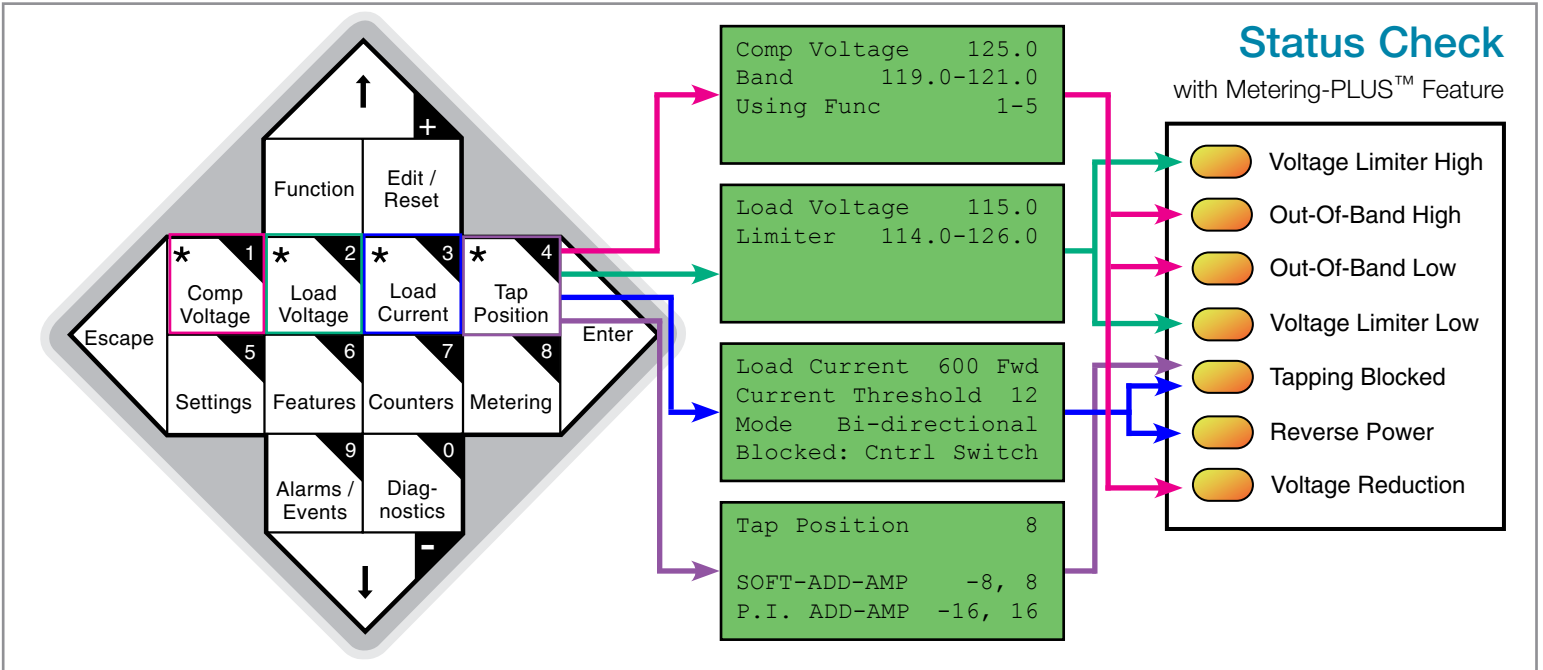 Status Check
with Metering-PLUS™ Feature
↑
+
Function
Edit /
Reset
* 1
Comp
Voltage
* 2
Load
Voltage
* 3
Load
Current
* 4
Tap
Position
Escape
Enter
5
Settings
6
Features
7
Counters
8
Metering
9
Alarms /
Events
0
Diag-
nostics
-
↓
Comp Voltage 125.0
Band 119.0-121.0
Using Func 1-5
Load Voltage 115.0
Limiter 114.0-126.0
Load Current 600 Fwd
Current Threshold 12
Mode Bi-directional
Blocked: Cntrl Switch
Tap Position 8
SOFT-ADD-AMP -8, 8
P.I. ADD-AMP -16, 16
Voltage Limiter High
Out-Of-Band High
Out-Of-Band Low
Voltage Limiter Low
Tapping Blocked
Reverse Power
Voltage Reduction